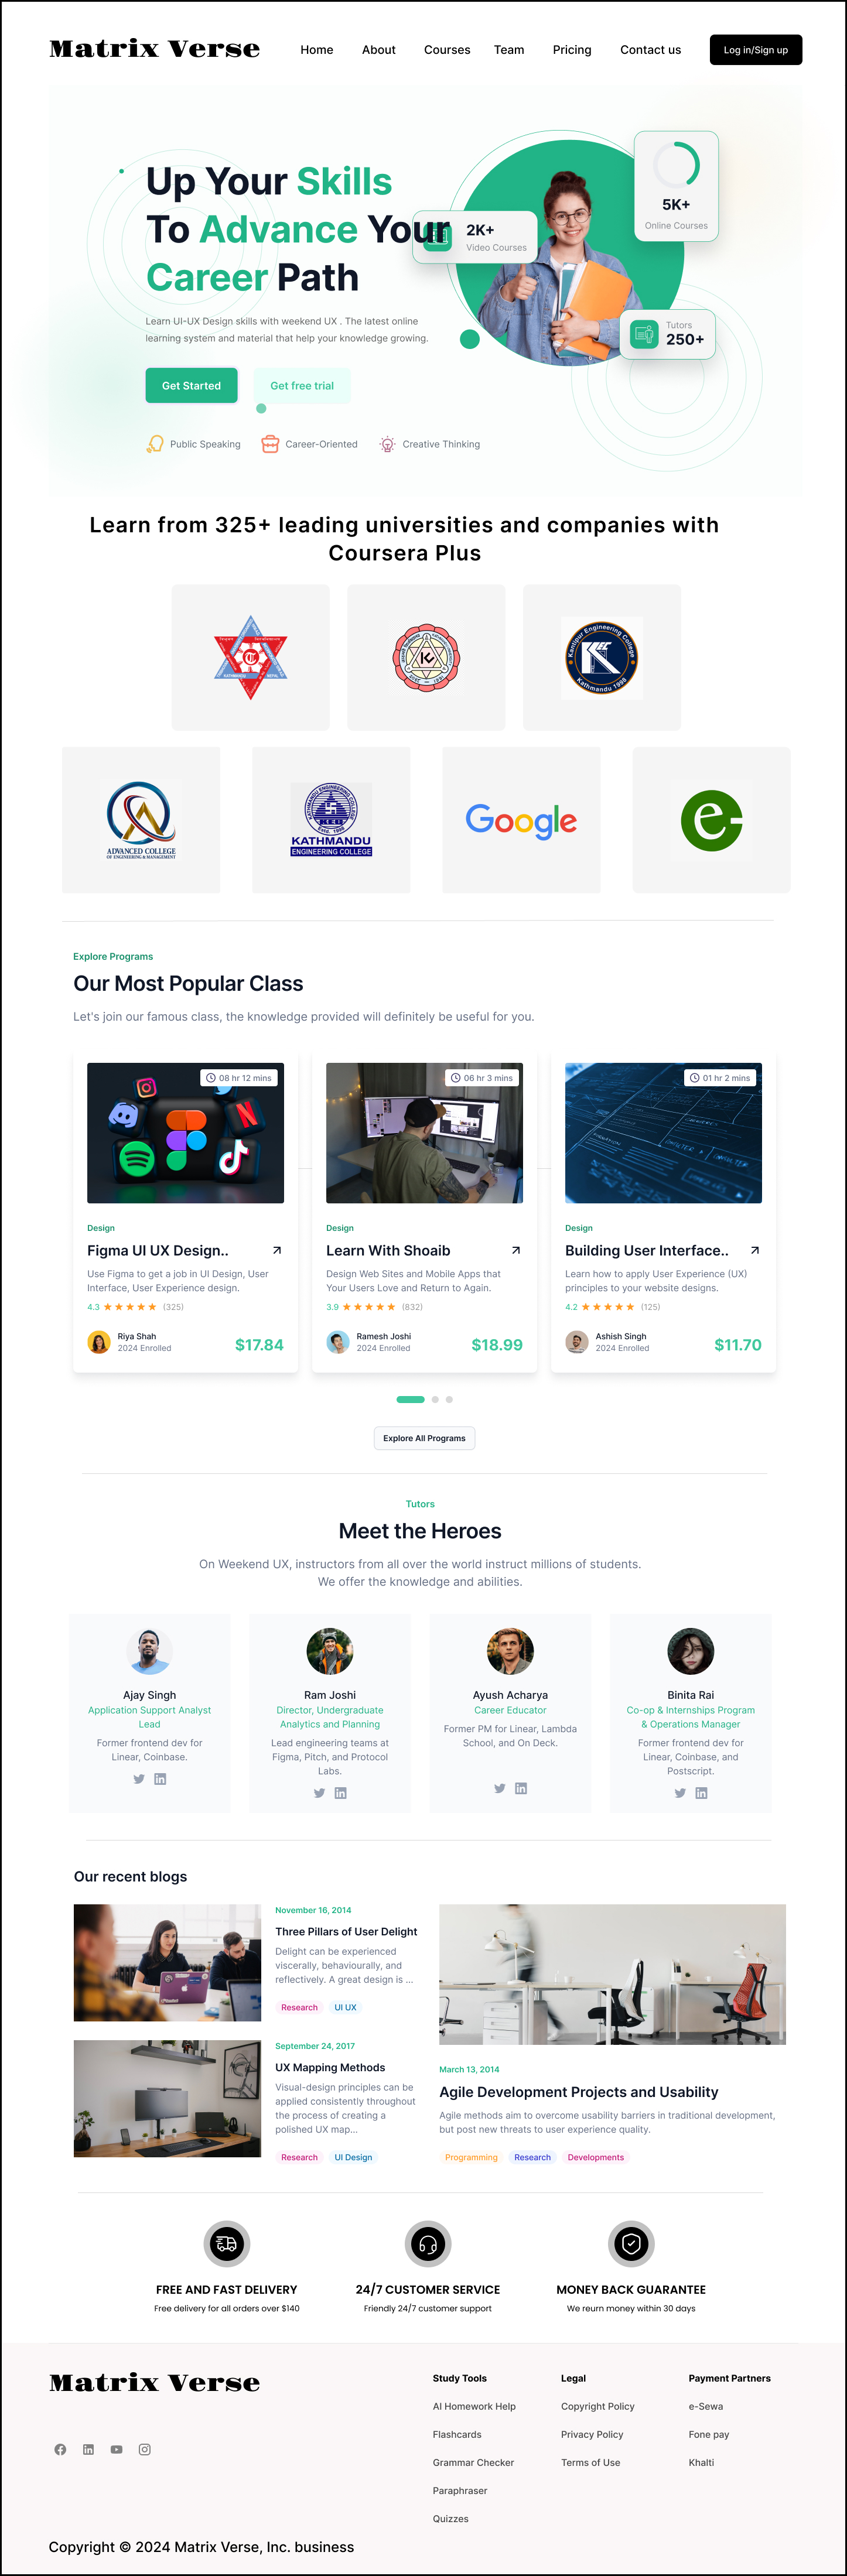 Matrix Verse
Home
About
Courses
Team
Pricing
Contact us
Log in/Sign up
Up Your Skills
To Advance Your
Career Path
Learn UI-UX Design skills with weekend UX . The latest online
learning system and material that help your knowledge growing.
Get Started
Get free trial
Public Speaking
Career-Oriented
Creative Thinking
2K+
Video Courses
5K+
Online Courses
Tutors
250+
Learn from 325+ leading universities and companies with
Coursera Plus
Kantipur Engineering College
Kathmandu 1998
ADVANCED COLLEGE
OF ENGINEERING & MANAGEMENT
KATHMANDU ENGINEERING COLLEGE
KEC
ESTD. 1998
KATHMANDU
ENGINEERING COLLEGE
Google
e-
Explore Programs
Our Most Popular Class
Let's join our famous class, the knowledge provided will definitely be useful for you.
08 hr 12 mins
Design
Figma UI UX Design..
Use Figma to get a job in UI Design, User
Interface, User Experience design.
4.3
(325)
Riya Shah
2024 Enrolled
$17.84
06 hr 3 mins
Design
Learn With Shoaib
Design Web Sites and Mobile Apps that
Your Users Love and Return to Again.
3.9
(832)
Ramesh Joshi
2024 Enrolled
$18.99
01 hr 2 mins
Design
Building User Interface..
Learn how to apply User Experience (UX)
principles to your website designs.
4.2
(125)
Ashish Singh
2024 Enrolled
$11.70
Explore All Programs
Tutors
Meet the Heroes
On Weekend UX, instructors from all over the world instruct millions of students.
We offer the knowledge and abilities.
Ajay Singh
Application Support Analyst
Lead
Former frontend dev for
Linear, Coinbase.
Ram Joshi
Director, Undergraduate
Analytics and Planning
Lead engineering teams at
Figma, Pitch, and Protocol
Labs.
Ayush Acharya
Career Educator
Former PM for Linear, Lambda
School, and On Deck.
Binita Rai
Co-op & Internships Program
& Operations Manager
Former frontend dev for
Linear, Coinbase, and
Postscript.
Our recent blogs
November 16, 2014
Three Pillars of User Delight
Delight can be experienced
viscerally, behaviourally, and
reflectively. A great design is ...
Research
UI UX
September 24, 2017
UX Mapping Methods
Visual-design principles can be
applied consistently throughout
the process of creating a
polished UX map...
Research
UI Design
March 13, 2014
Agile Development Projects and Usability
Agile methods aim to overcome usability barriers in traditional development,
but post new threats to user experience quality.
Programming
Research
Developments
FREE AND FAST DELIVERY
Free delivery for all orders over $140
24/7 CUSTOMER SERVICE
Friendly 24/7 customer support
MONEY BACK GUARANTEE
We reurn money within 30 days
Matrix Verse
Study Tools
AI Homework Help
Flashcards
Grammar Checker
Paraphraser
Quizzes
Legal
Copyright Policy
Privacy Policy
Terms of Use
Payment Partners
e-Sewa
Fone pay
Khalti
Copyright © 2024 Matrix Verse, Inc. business